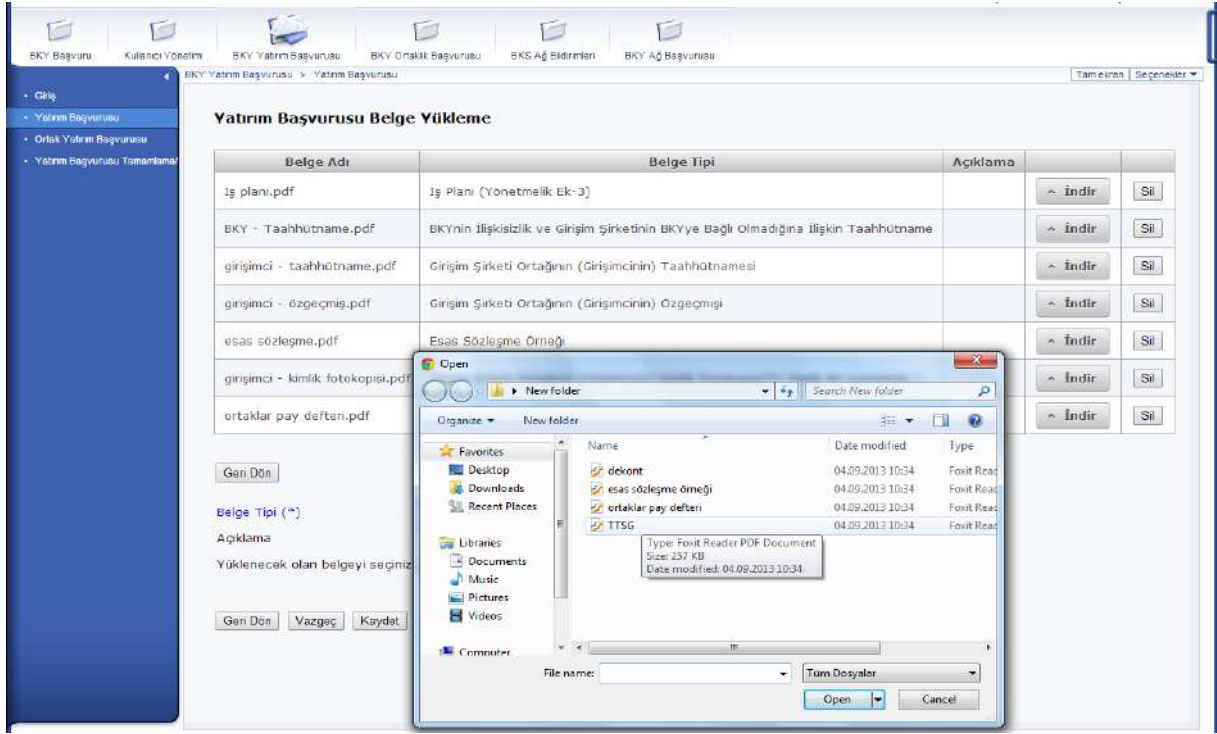 BKY Başvuru
Kullanıcı Yönetim
BKY Yatırım Başvurusu
BKY Ortaklık Başvurusu
BKS Ağ Bildirimleri
BKY Ağ Başvurusu
BKY Yatırım Başvurusu > Yatırım Başvurusu
Tam ekran
Seçenekler
Giriş
Yatırım Başvurusu
Ortak Yatırım Başvurusu
Yatırım Başvurusu Tamamlama/
Yatırım Başvurusu Belge Yükleme
Belge Adı Belge Tipi Açıklama
İş planı.pdf İş Planı (Yönetmelik Ek-3) İndir Sil
BKY - Taahhütname.pdf BKYnin İlişkisizlik ve Girişim Şirketinin BKYye Bağlı Olmadığına İlişkin Taahhütname İndir Sil
girişimci - taahhütname.pdf Girişim Şirketi Ortağının (Girişimcinin) Taahhütnamesi İndir Sil
girişimci - özgeçmiş.pdf Girişim Şirketi Ortağının (Girişimcinin) Özgeçmişi İndir Sil
esas sözleşme.pdf Esas Sözleşme Örneği İndir Sil
girişimci - kimlik fotokopisi.pdf İndir Sil
ortaklar pay defteri.pdf İndir Sil
Geri Dön
Belge Tipi (*)
Açıklama
Yüklenecek olan belgeyi seçiniz
Geri Dön Vazgeç Kaydet
Open
New folder
Search New folder
Organize New folder
Favorites
Desktop
Downloads
Recent Places
Libraries
Documents
Music
Pictures
Videos
Computer
Name Date modified Type
dekont 04.09.2013 10:34 Foxit Read
esas sözleşme örneği 04.09.2013 10:34 Foxit Read
ortaklar pay defteri 04.09.2013 10:34 Foxit Read
TTSG 04.09.2013 10:34 Foxit Read
Type: Foxit Reader PDF Document
Size: 257 KB
Date modified: 04.09.2013 10:34
File name:
Tüm Dosyalar
Open Cancel